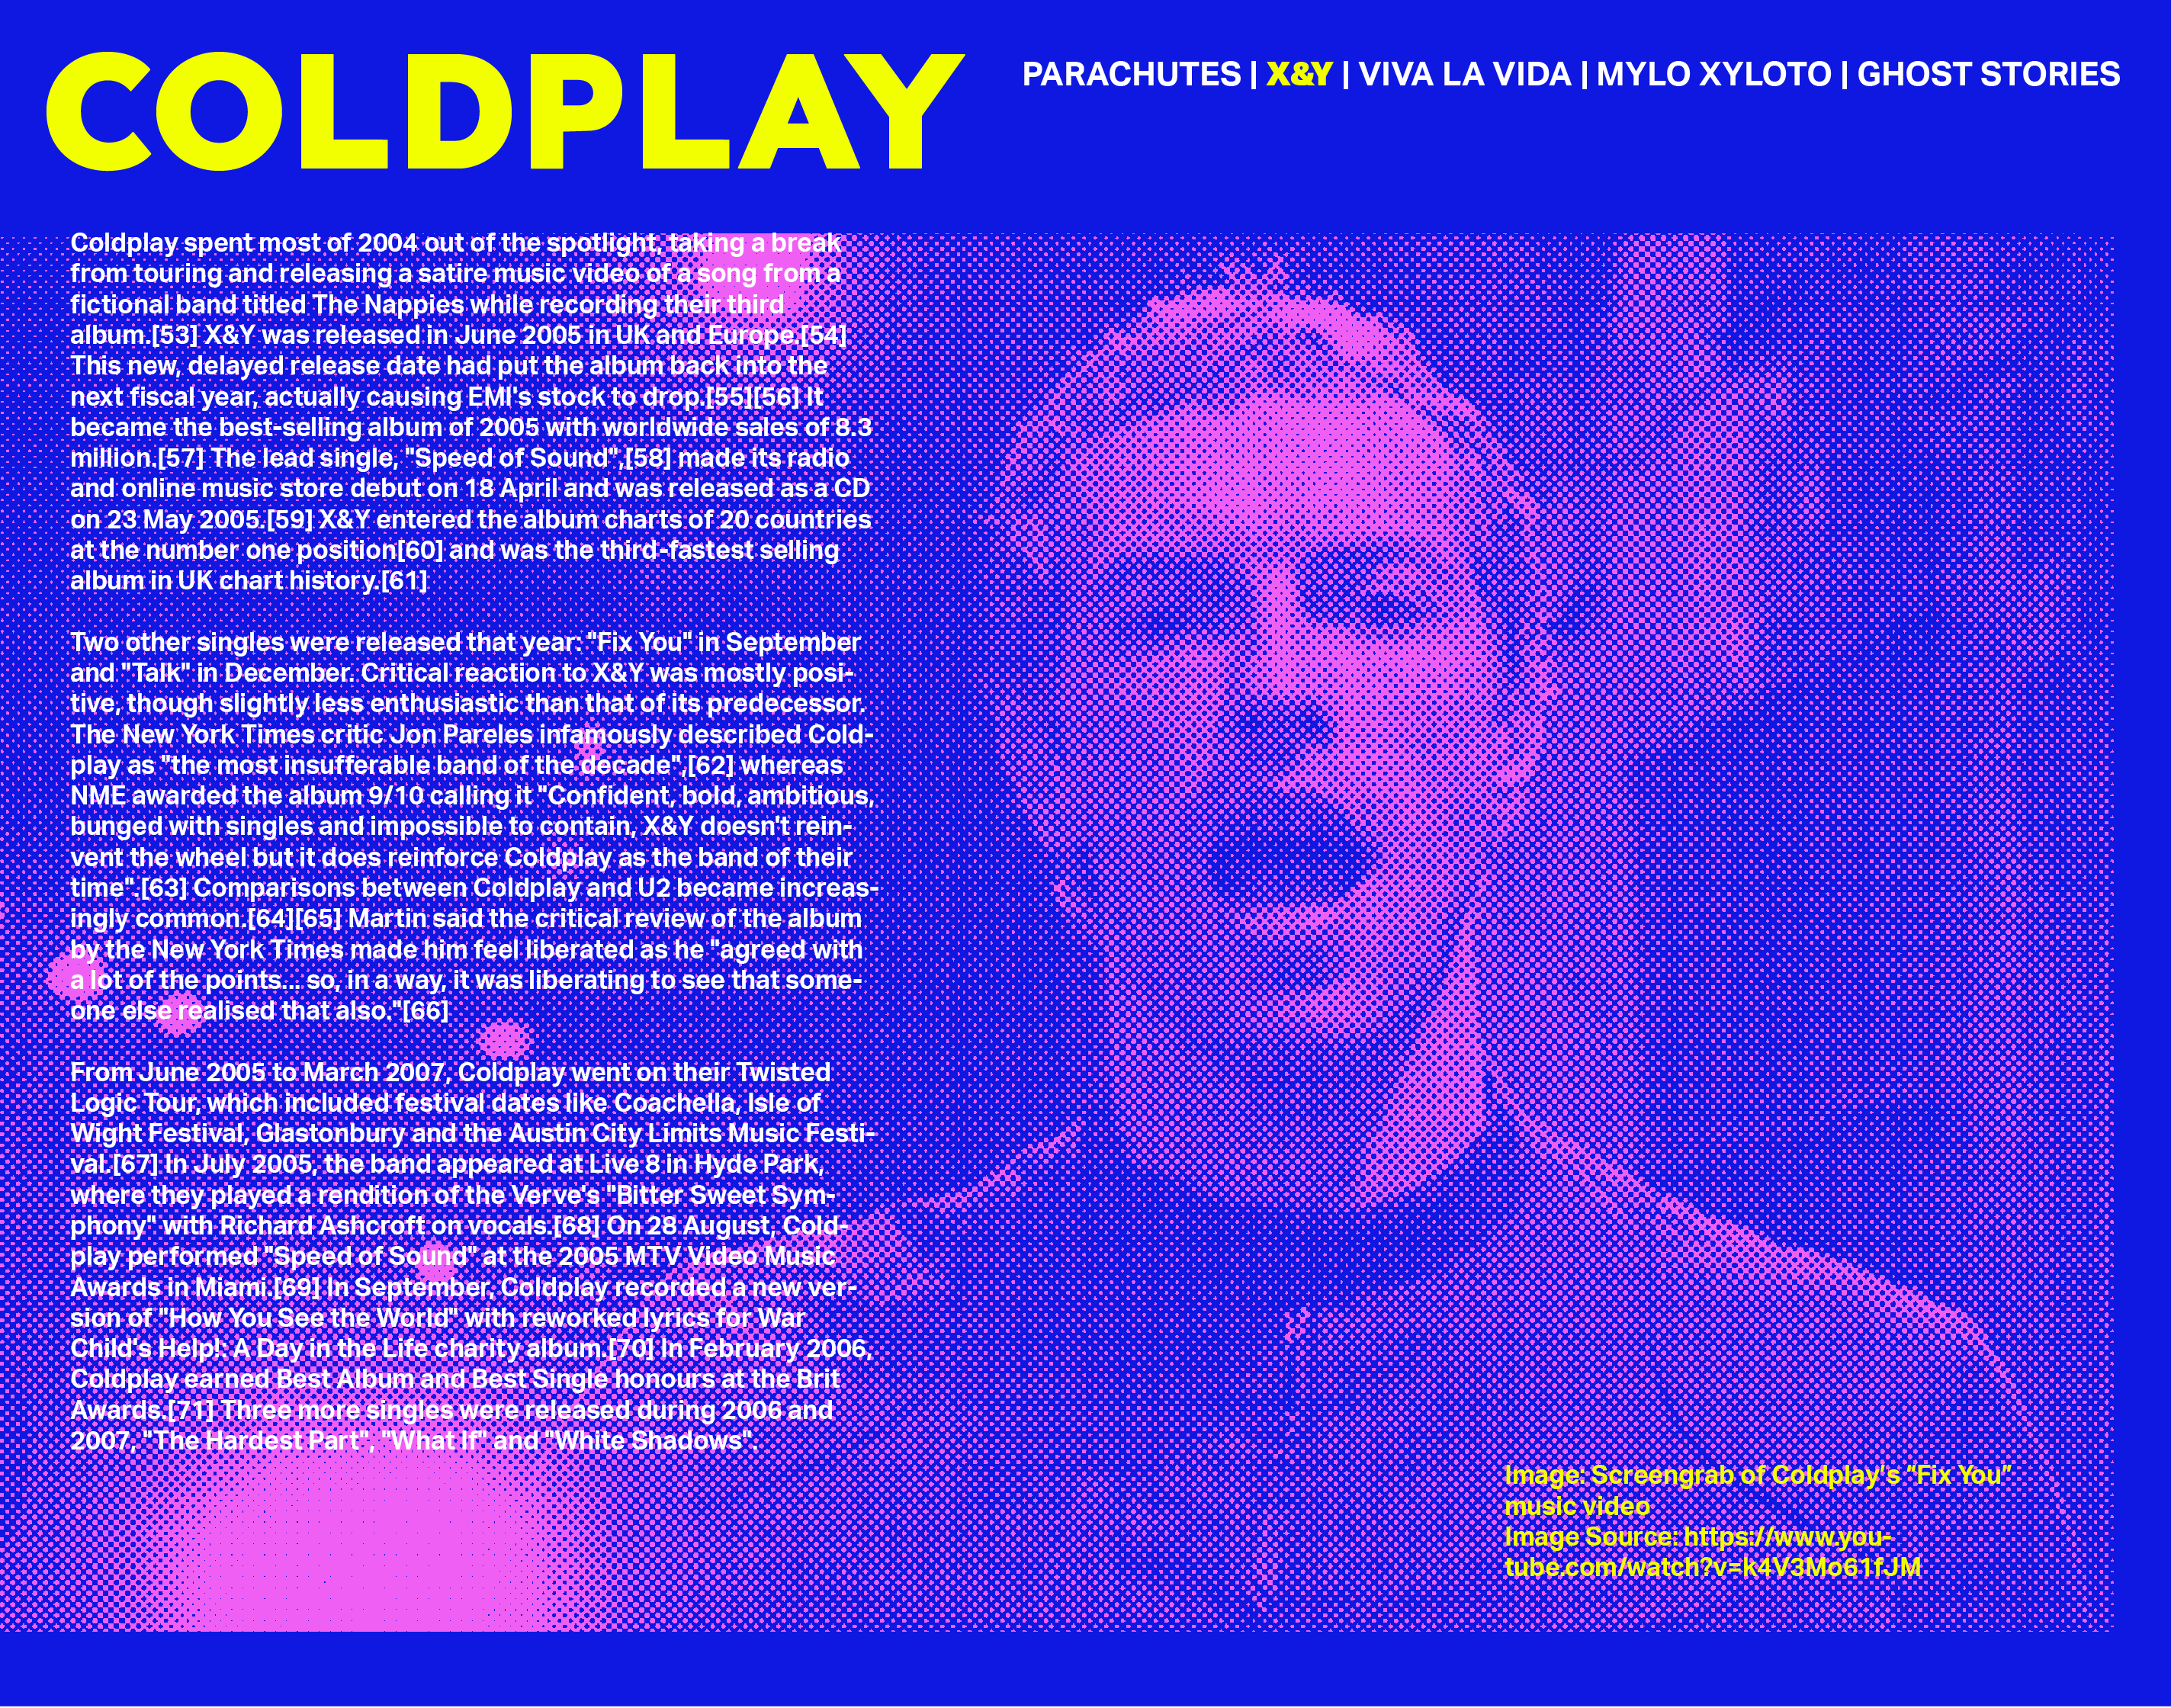 COLDPLAY
PARACHUTES | X&Y | VIVA LA VIDA | MYLO XYLOTO | GHOST STORIES
Coldplay spent most of 2004 out of the spotlight, taking a break
from touring and releasing a satire music video of a song from a
fictional band titled The Nappies while recording their third
album.[53] X&Y was released in June 2005 in UK and Europe.[54]
This new, delayed release date had put the album back into the
next fiscal year, actually causing EMI's stock to drop.[55][56] It
became the best-selling album of 2005 with worldwide sales of 8.3
million.[57] The lead single, "Speed of Sound",[58] made its radio
and online music store debut on 18 April and was released as a CD
on 23 May 2005.[59] X&Y entered the album charts of 20 countries
at the number one position[60] and was the third-fastest selling
album in UK chart history.[61]
Two other singles were released that year: "Fix You" in September
and "Talk" in December. Critical reaction to X&Y was mostly posi-
tive, though slightly less enthusiastic than that of its predecessor.
The New York Times critic Jon Pareles infamously described Cold-
play as "the most insufferable band of the decade",[62] whereas
NME awarded the album 9/10 calling it "Confident, bold, ambitious,
bunged with singles and impossible to contain, X&Y doesn't rein-
vent the wheel but it does reinforce Coldplay as the band of their
time".[63] Comparisons between Coldplay and U2 became increas-
ingly common.[64][65] Martin said the critical review of the album
by the New York Times made him feel liberated as he "agreed with
a lot of the points... so, in a way, it was liberating to see that some-
one else realised that also."[66]
From June 2005 to March 2007, Coldplay went on their Twisted
Logic Tour, which included festival dates like Coachella, Isle of
Wight Festival, Glastonbury and the Austin City Limits Music Festi-
val.[67] In July 2005, the band appeared at Live 8 in Hyde Park,
where they played a rendition of the Verve's "Bitter Sweet Sym-
phony" with Richard Ashcroft on vocals.[68] On 28 August, Cold-
play performed "Speed of Sound" at the 2005 MTV Video Music
Awards in Miami.[69] In September, Coldplay recorded a new ver-
sion of "How You See the World" with reworked lyrics for War
Child's Help!: A Day in the Life charity album.[70] In February 2006,
Coldplay earned Best Album and Best Single honours at the Brit
Awards.[71] Three more singles were released during 2006 and
2007, "The Hardest Part", "What If" and "White Shadows".
Image: Screengrab of Coldplay's "Fix You"
music video
Image Source: https://www.you-
tube.com/watch?v=k4V3Mo61fJM